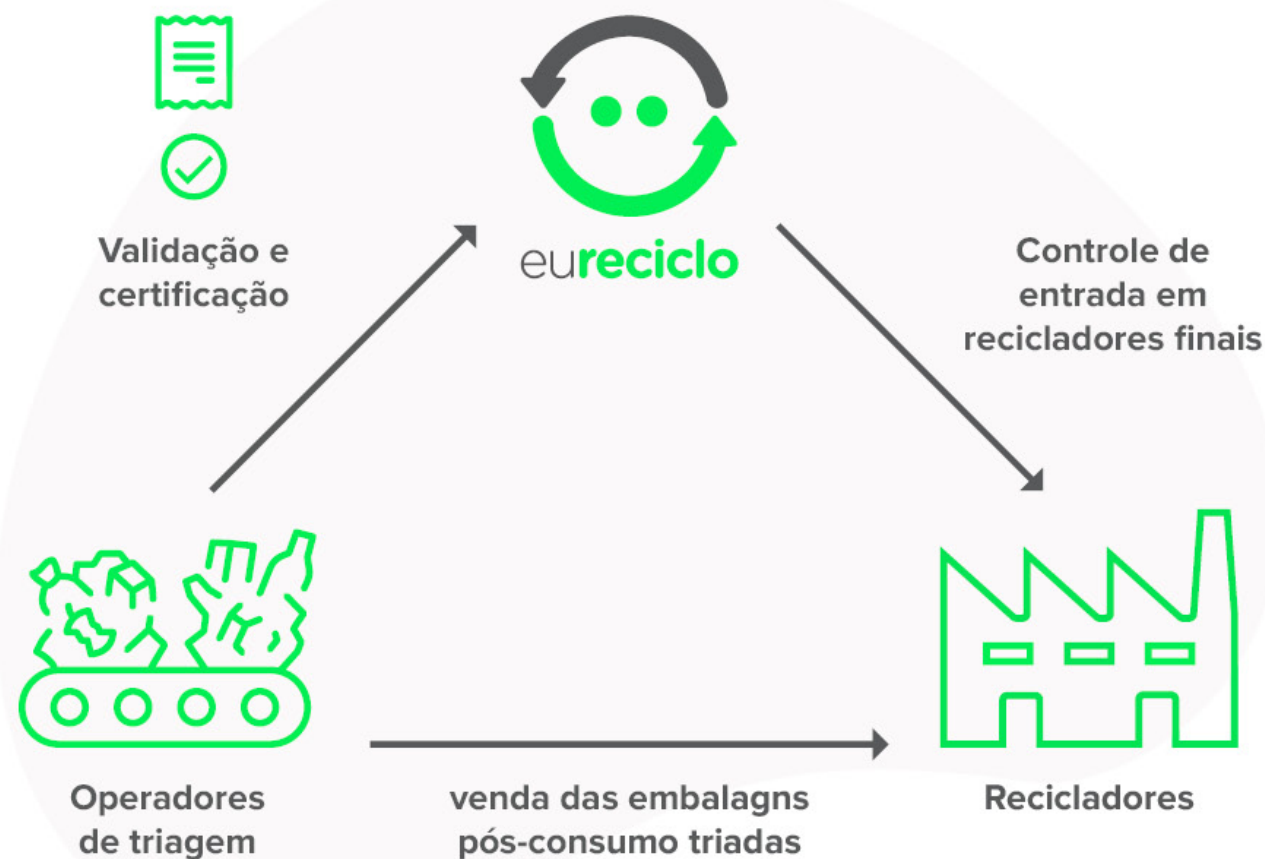 Validação e
certificação
eureciclo
Controle de
entrada em
recicladores finais
Operadores
de triagem
venda das embalagns
pós-consumo triadas
Recicladores